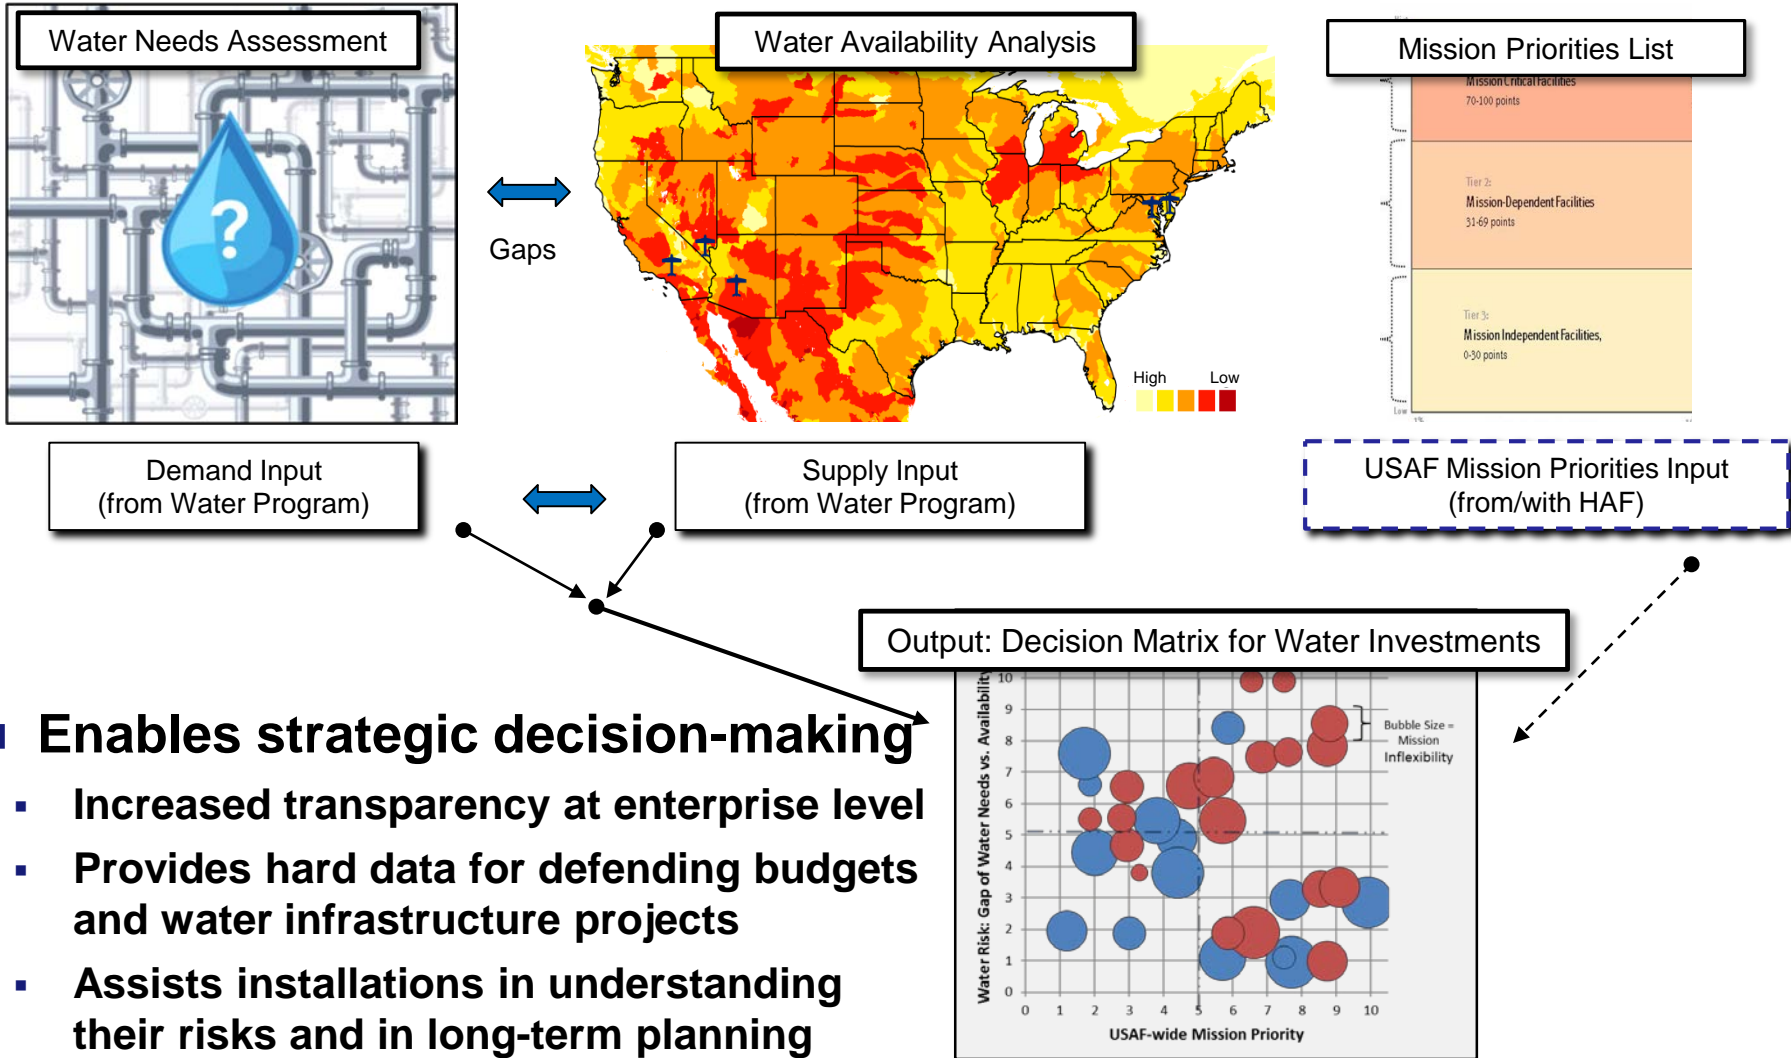 Water Needs Assessment
?
Gaps
Water Availability Analysis
High Low
Mission Priorities List
Mission Critical Facilities
70-100 points
Tier 2:
Mission-Dependent Facilities
31-69 points
Tier 3:
Mission Independent Facilities,
0-30 points
Low
Demand Input
(from Water Program)
Supply Input
(from Water Program)
USAF Mission Priorities Input
(from/with HAF)
Enables strategic decision-making
Increased transparency at enterprise level
Provides hard data for defending budgets
and water infrastructure projects
Assists installations in understanding
their risks and in long-term planning
Output: Decision Matrix for Water Investments
Water Risk: Gap of Water Needs vs. Availability
10
9
8
7
6
5
4
3
2
1
0
0 1 2 3 4 5 6 7 8 9 10
USAF-wide Mission Priority
Bubble Size =
Mission
Inflexibility